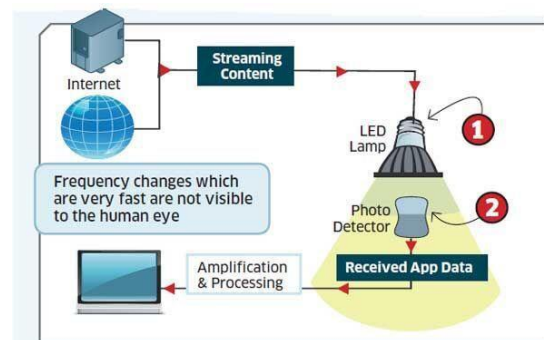 Streaming
Content
Internet
LED
Lamp
1
Frequency changes which
are very fast are not visible
to the human eye
Photo
Detector
2
Amplification
& Processing
Received App Data